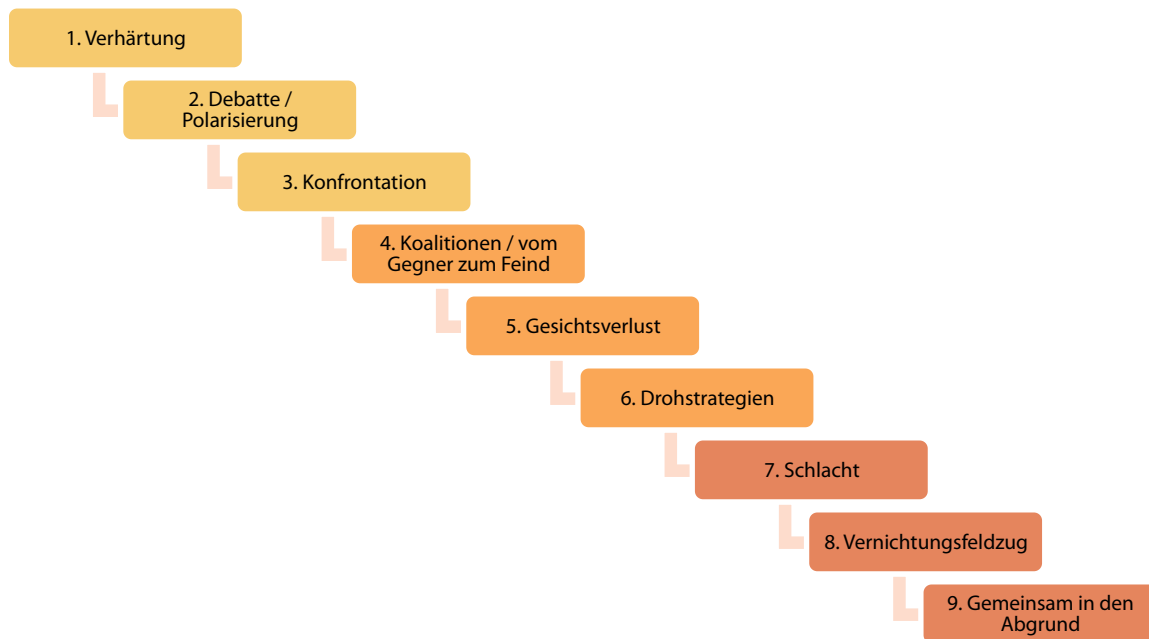 1. Verhärtung
2. Debatte /
Polarisierung
3. Konfrontation
4. Koalitionen / vom
Gegner zum Feind
5. Gesichtsverlust
6. Drohstrategien
7. Schlacht
8. Vernichtungsfeldzug
9. Gemeinsam in den
Abgrund